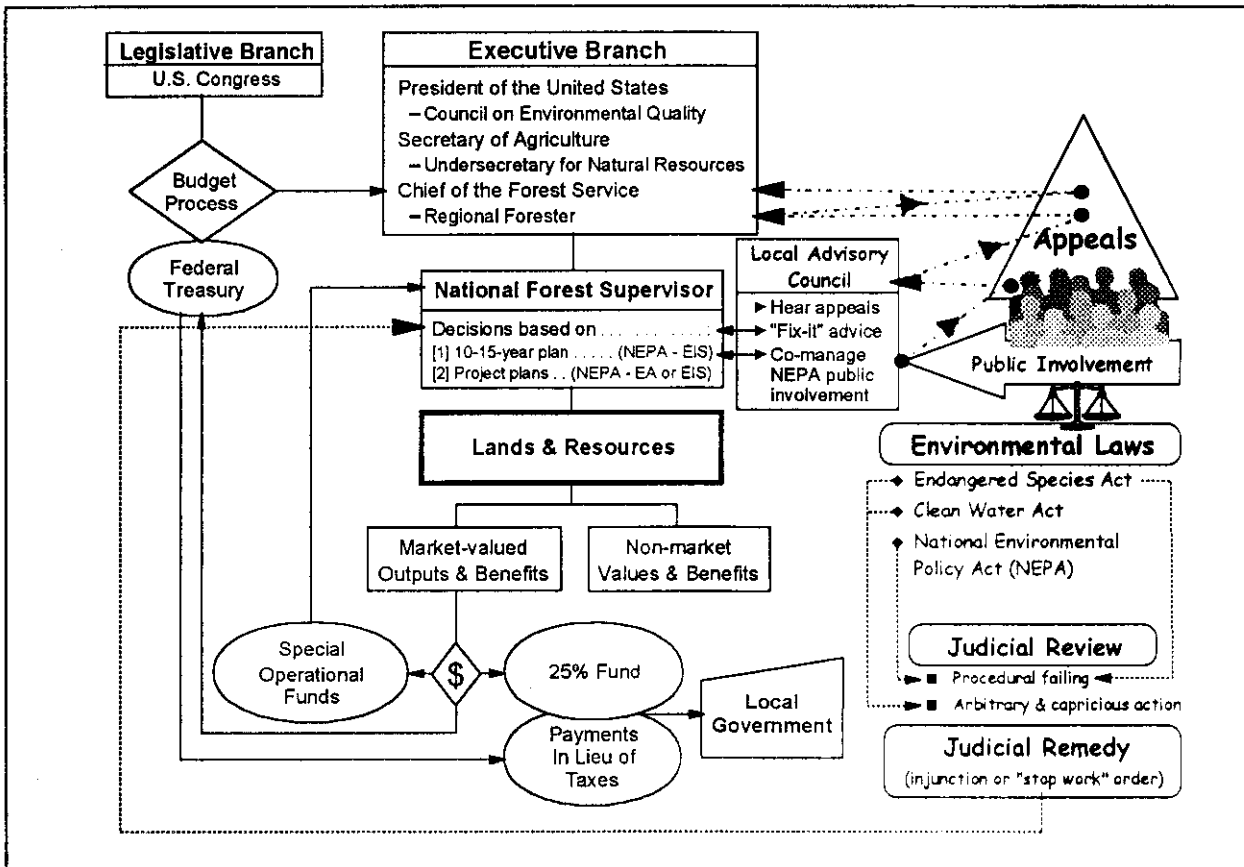 Legislative Branch
U.S. Congress
Executive Branch
President of the United States
– Council on Environmental Quality
Secretary of Agriculture
– Undersecretary for Natural Resources
Chief of the Forest Service
– Regional Forester
Budget
Process
Federal
Treasury
Appeals
Local Advisory
Council
Hear appeals
"Fix-it" advice
Co-manage
NEPA public
involvement
National Forest Supervisor
Decisions based on . . . . . . . . . . . :
[1] 10-15-year plan . . . . . (NEPA - EIS)
[2] Project plans . . (NEPA - EA or EIS)
Public Involvement
Lands & Resources
Environmental Laws
Endangered Species Act
Clean Water Act
National Environmental
Policy Act (NEPA)
Market-valued
Outputs & Benefits
Non-market
Values & Benefits
Special
Operational
Funds
$
25% Fund
Local
Government
Payments
In Lieu of
Taxes
Judicial Review
Procedural failing
Arbitrary & capricious action
Judicial Remedy
(injunction or "stop work" order)